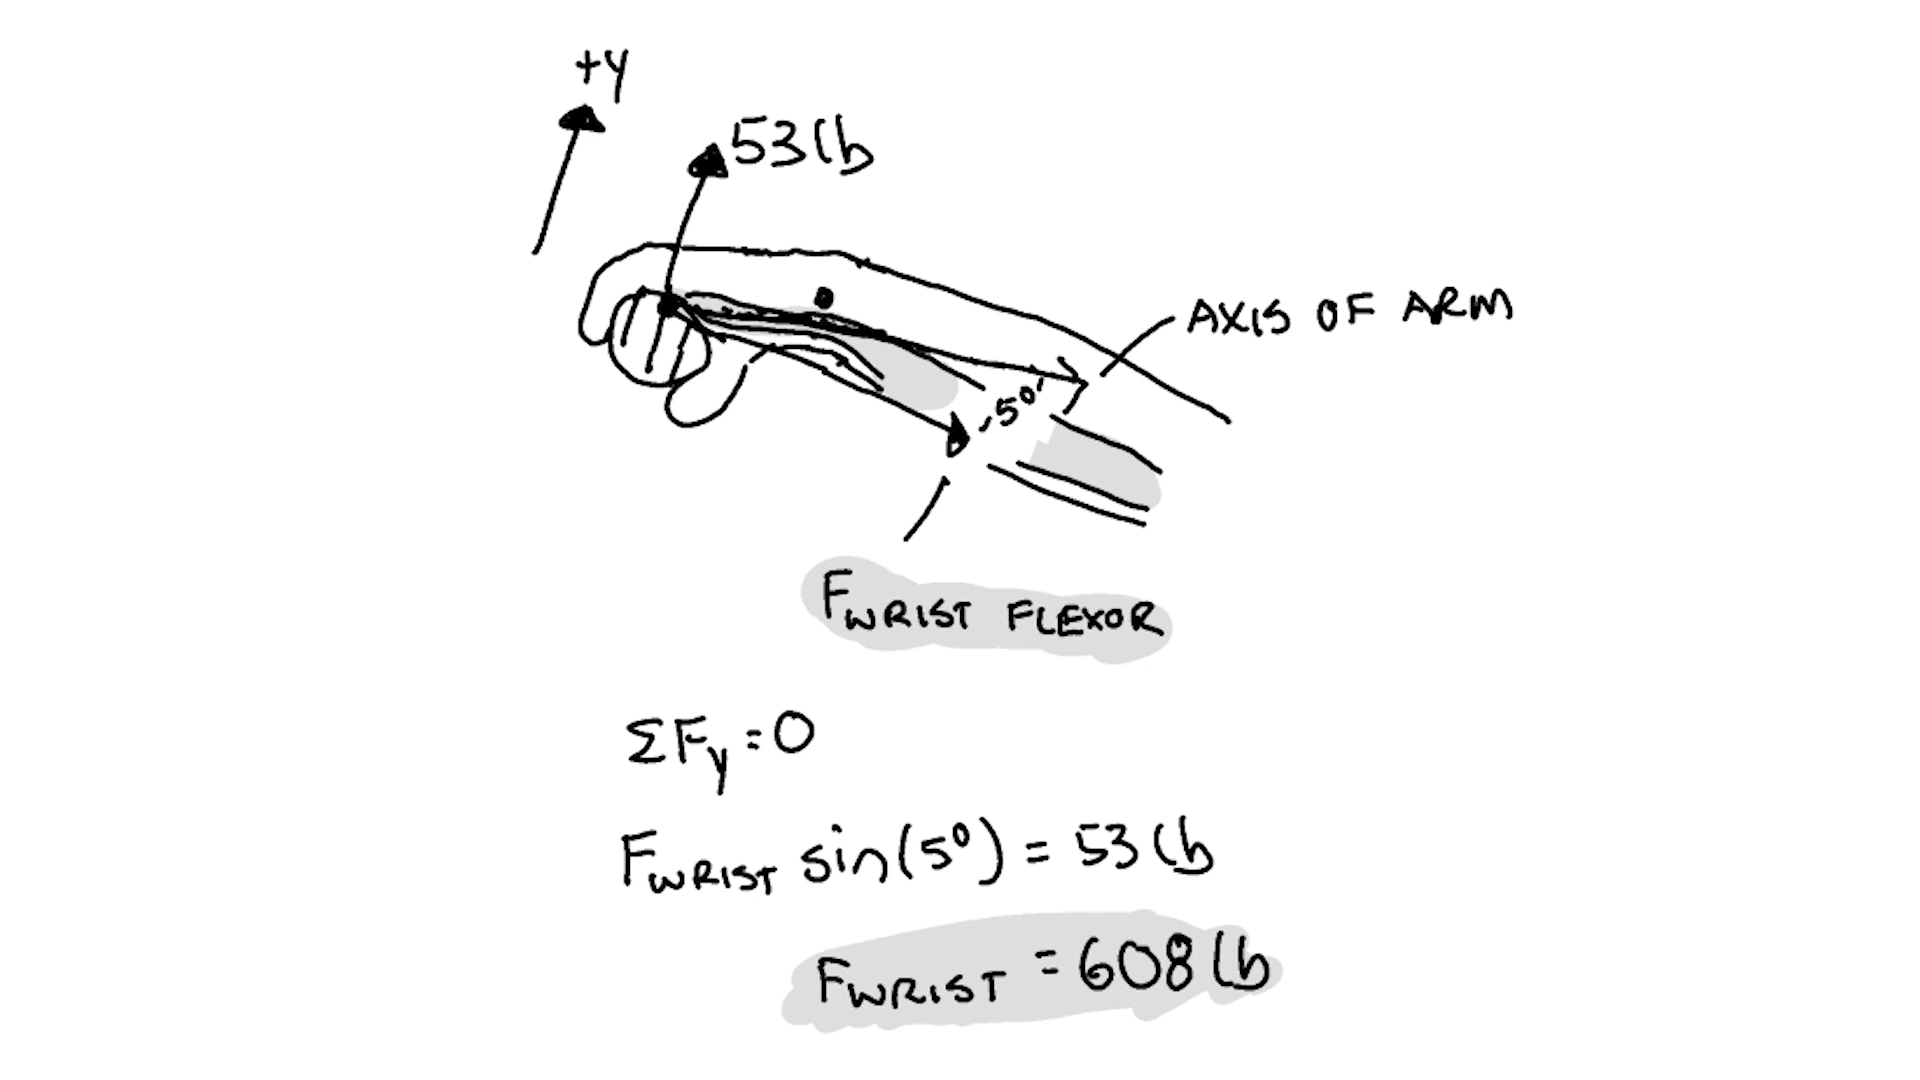 +Y
53 lb
AXIS OF ARM
5°
FWRIST FLEXOR
ΣFy = 0
FWRIST sin(5°) = 53 lb
FWRIST = 608 lb